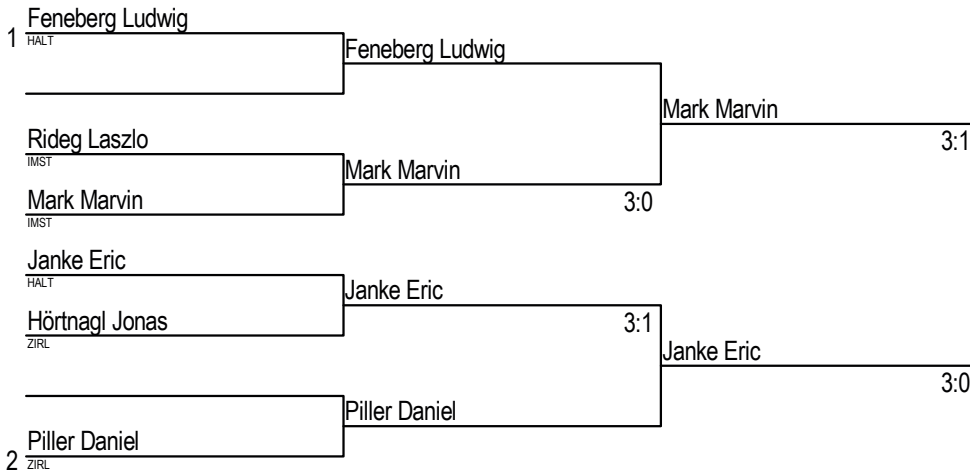 Feneberg Ludwig
1 HALT
Feneberg Ludwig
Mark Marvin
3:1
Rideg Laszlo
IMST
Mark Marvin
3:0
Mark Marvin
IMST
Janke Eric
HALT
Janke Eric
3:1
Hörtnagl Jonas
ZIRL
Janke Eric
3:0
Piller Daniel
Piller Daniel
2 ZIRL